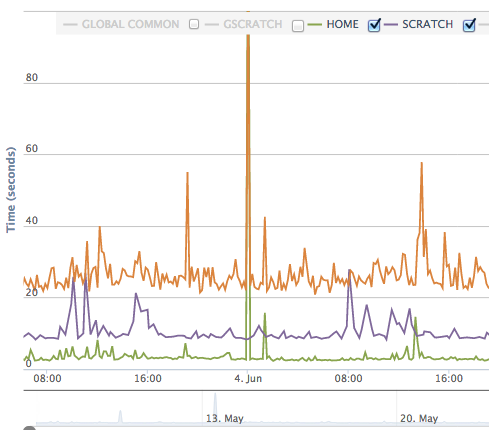 GLOBAL COMMON GSCRATCH HOME SCRATCH
80
60
40
20
0
Time (seconds)
08:00 16:00 4. Jun 08:00 16:00
13. May 20. May